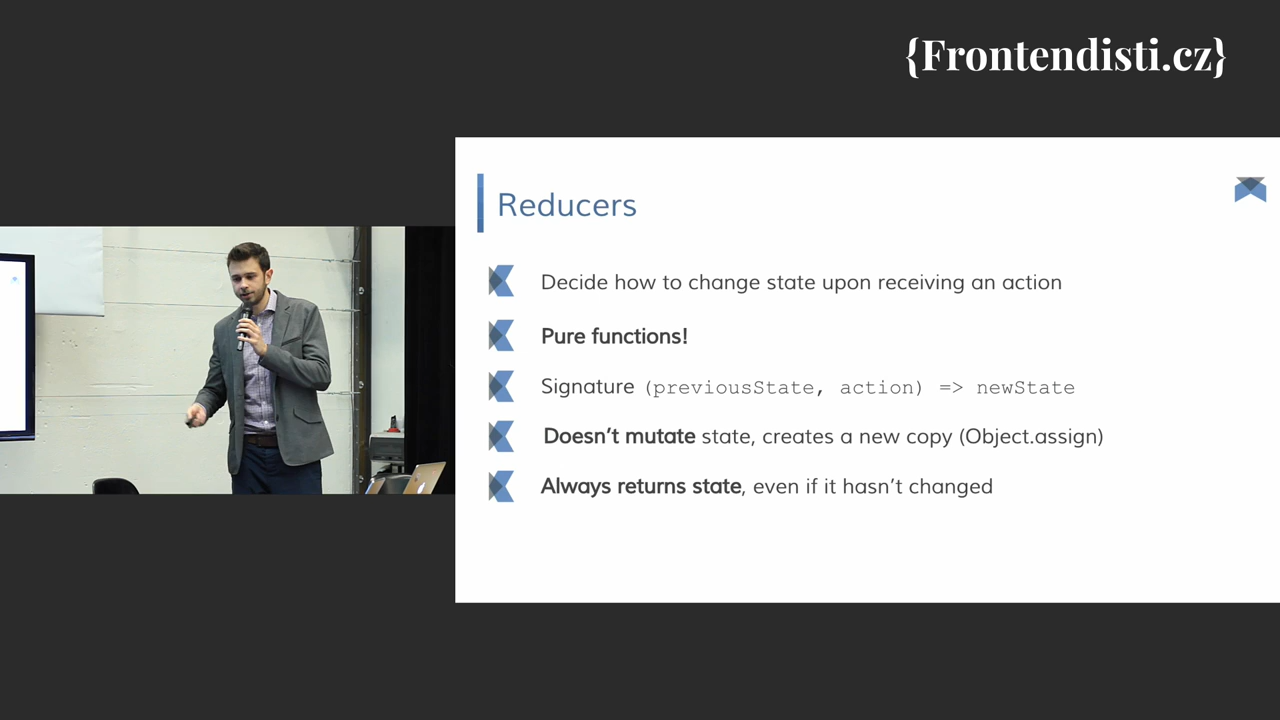 {Frontendisti.cz}
Reducers
Decide how to change state upon receiving an action
Pure functions!
Signature (previousState, action) => newState
Doesn't mutate state, creates a new copy (Object.assign)
Always returns state, even if it hasn't changed